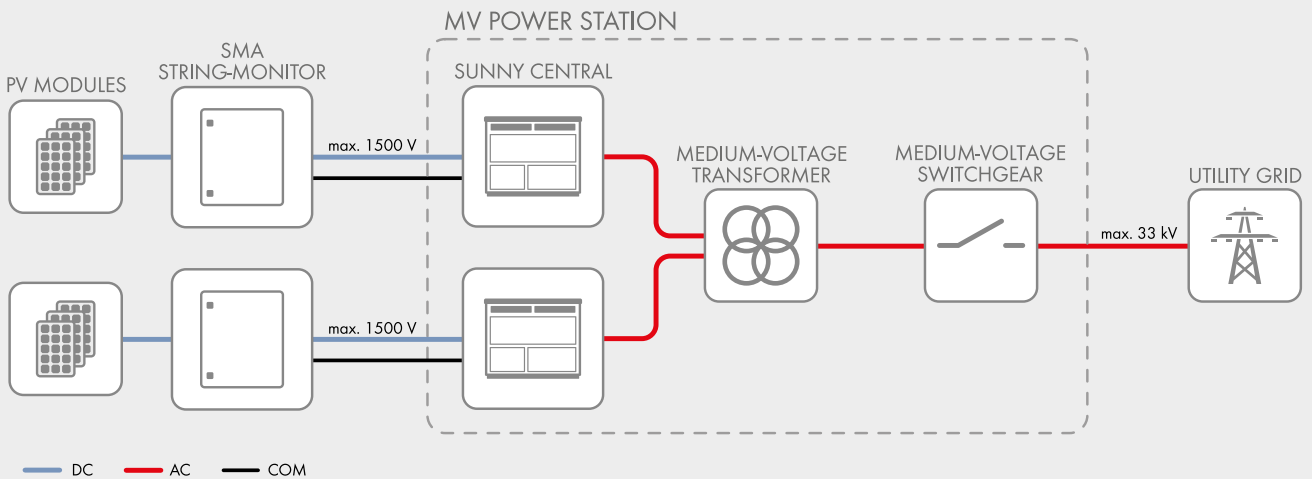 MV POWER STATION
SMA
STRING-MONITOR
PV MODULES
SUNNY CENTRAL
max. 1500 V
MEDIUM-VOLTAGE
TRANSFORMER
MEDIUM-VOLTAGE
SWITCHGEAR
UTILITY GRID
max. 33 kV
max. 1500 V
DC
AC
COM